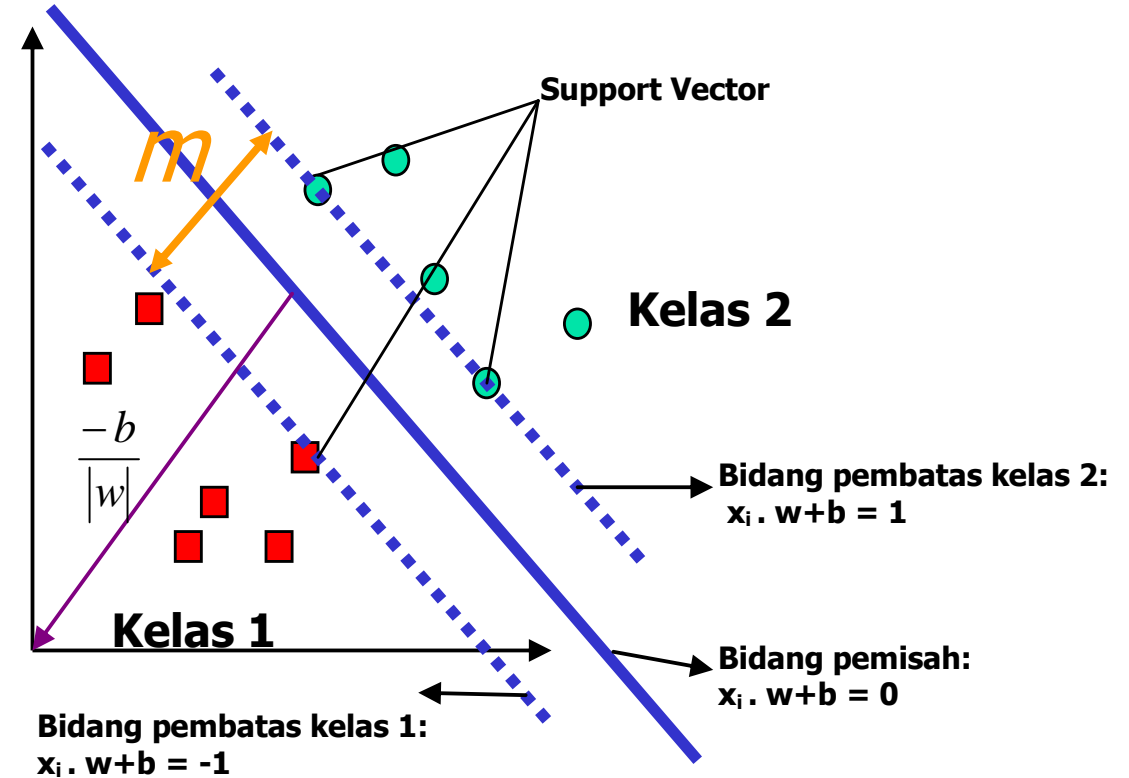 Support Vector
m
Kelas 2
−b
|w|
Bidang pembatas kelas 2:
xᵢ . w+b = 1
Kelas 1
Bidang pemisah:
xᵢ . w+b = 0
Bidang pembatas kelas 1:
xᵢ . w+b = -1